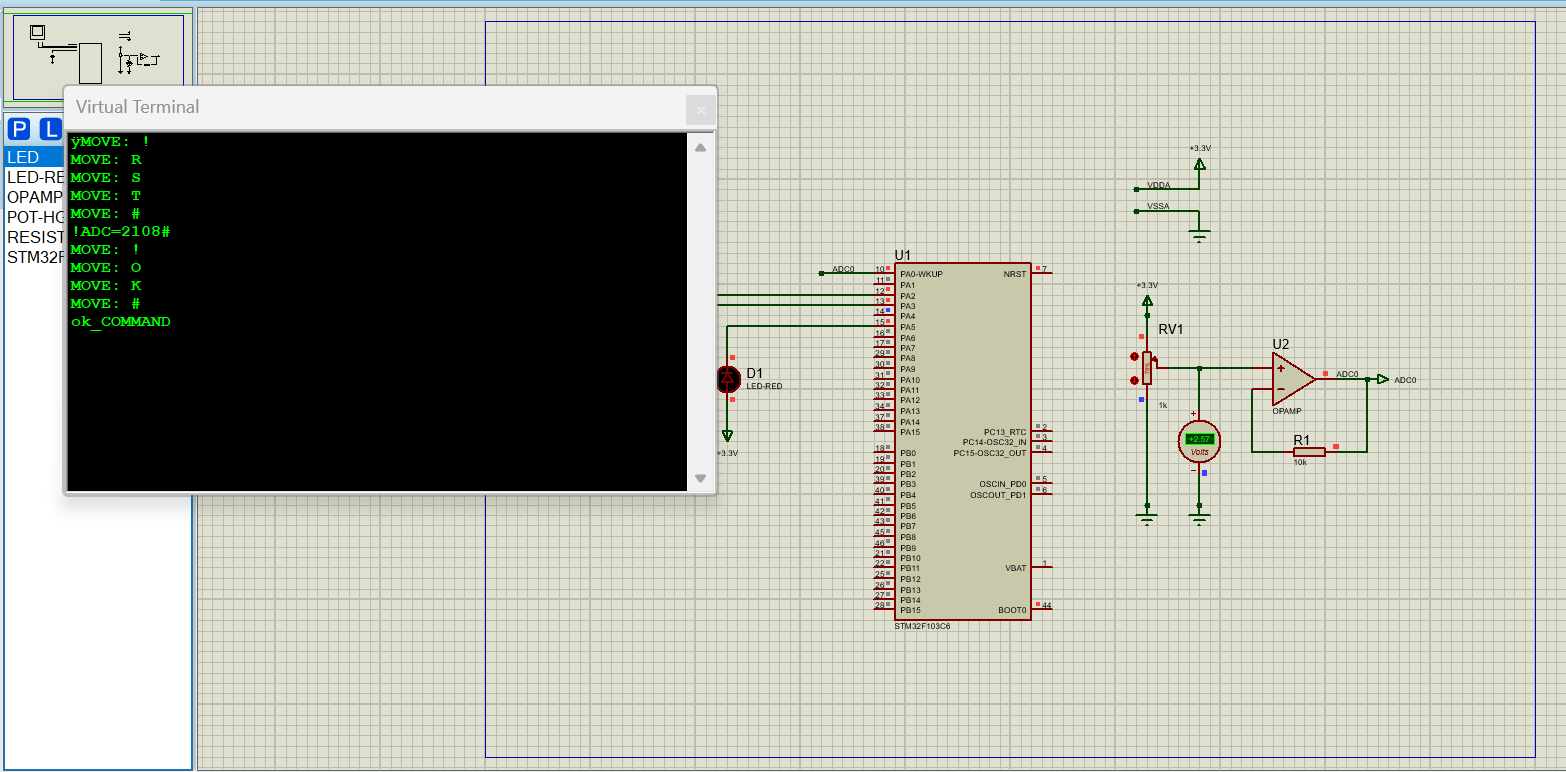 Virtual Terminal
ÿMOVE: !
MOVE: R
MOVE: S
MOVE: T
MOVE: #
!ADC=2108#
MOVE: !
MOVE: O
MOVE: K
MOVE: #
ok_COMMAND
P L
LED
LED-RE
OPAMP
POT-HG
RESIST
STM32F
+3.3V
VDDA
VSSA
U1
ADC0
10 PA0-WKUP
11 PA1
12 PA2
13 PA3
14 PA4
15 PA5
16 PA6
17 PA7
29 PA8
30 PA9
31 PA10
32 PA11
33 PA12
34 PA13
37 PA14
38 PA15
18 PB0
19 PB1
20 PB2
39 PB3
40 PB4
41 PB5
42 PB6
43 PB7
45 PB8
46 PB9
21 PB10
22 PB11
25 PB12
26 PB13
27 PB14
28 PB15
NRST 7
PC13_RTC 2
PC14-OSC32_IN 3
PC15-OSC32_OUT 4
OSCIN_PD0 5
OSCOUT_PD1 6
VBAT 1
BOOT0 44
STM32F103C6
D1
LED-RED
+3.3V
+3.3V
RV1
1k
+2.57
Volts
+
−
U2
+
−
OPAMP
ADC0
ADC0
R1
10k